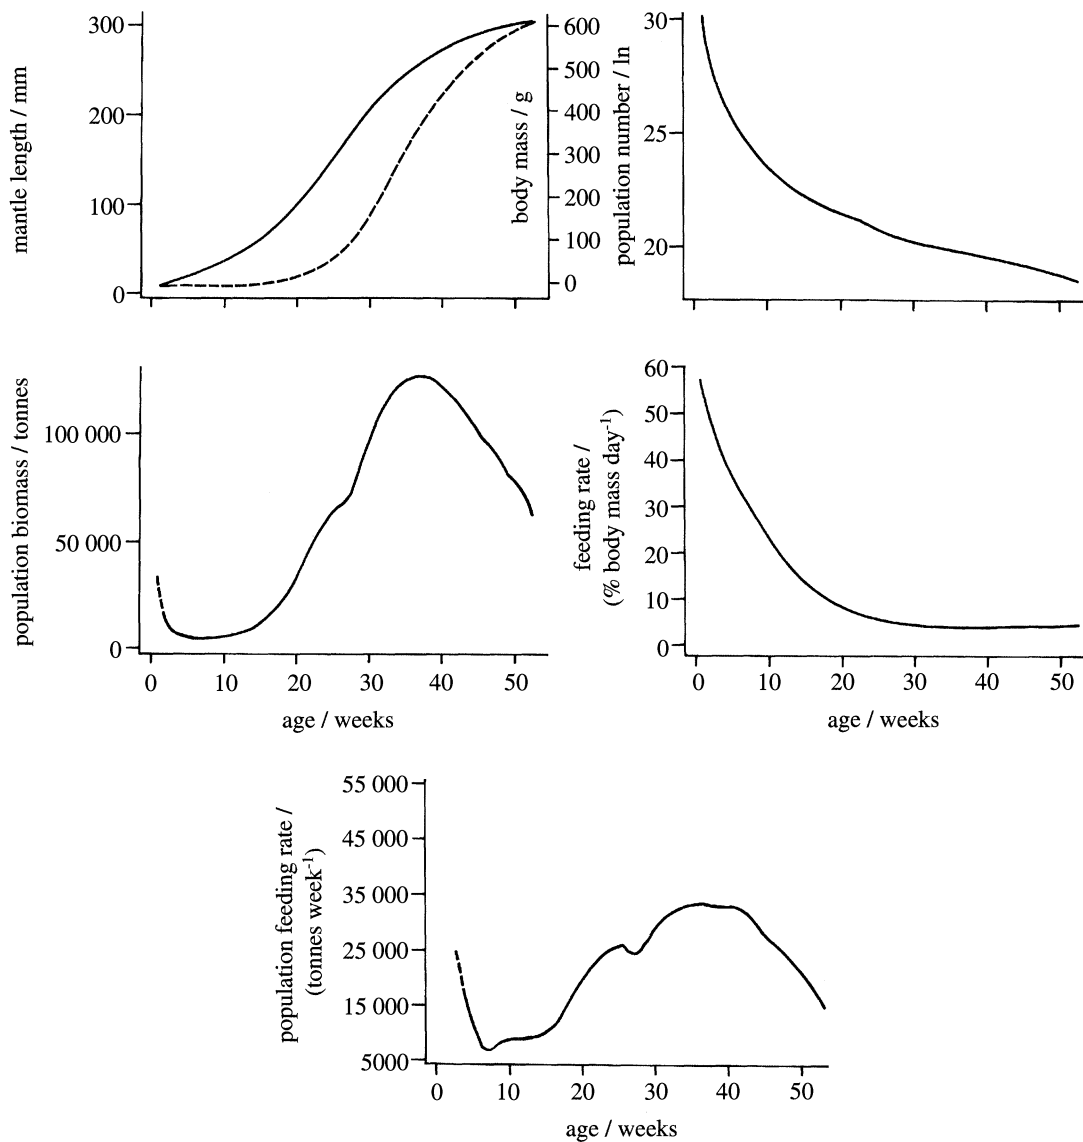 mantle length / mm
300
200
100
0
body mass / g
600
500
400
300
200
100
0
population number / ln
30
25
20
population biomass / tonnes
100 000
50 000
0
0 10 20 30 40 50
age / weeks
feeding rate /
(% body mass day⁻¹)
60
50
40
30
20
10
0
0 10 20 30 40 50
age / weeks
population feeding rate /
(tonnes week⁻¹)
55 000
45 000
35 000
25 000
15 000
5000
0 10 20 30 40 50
age / weeks